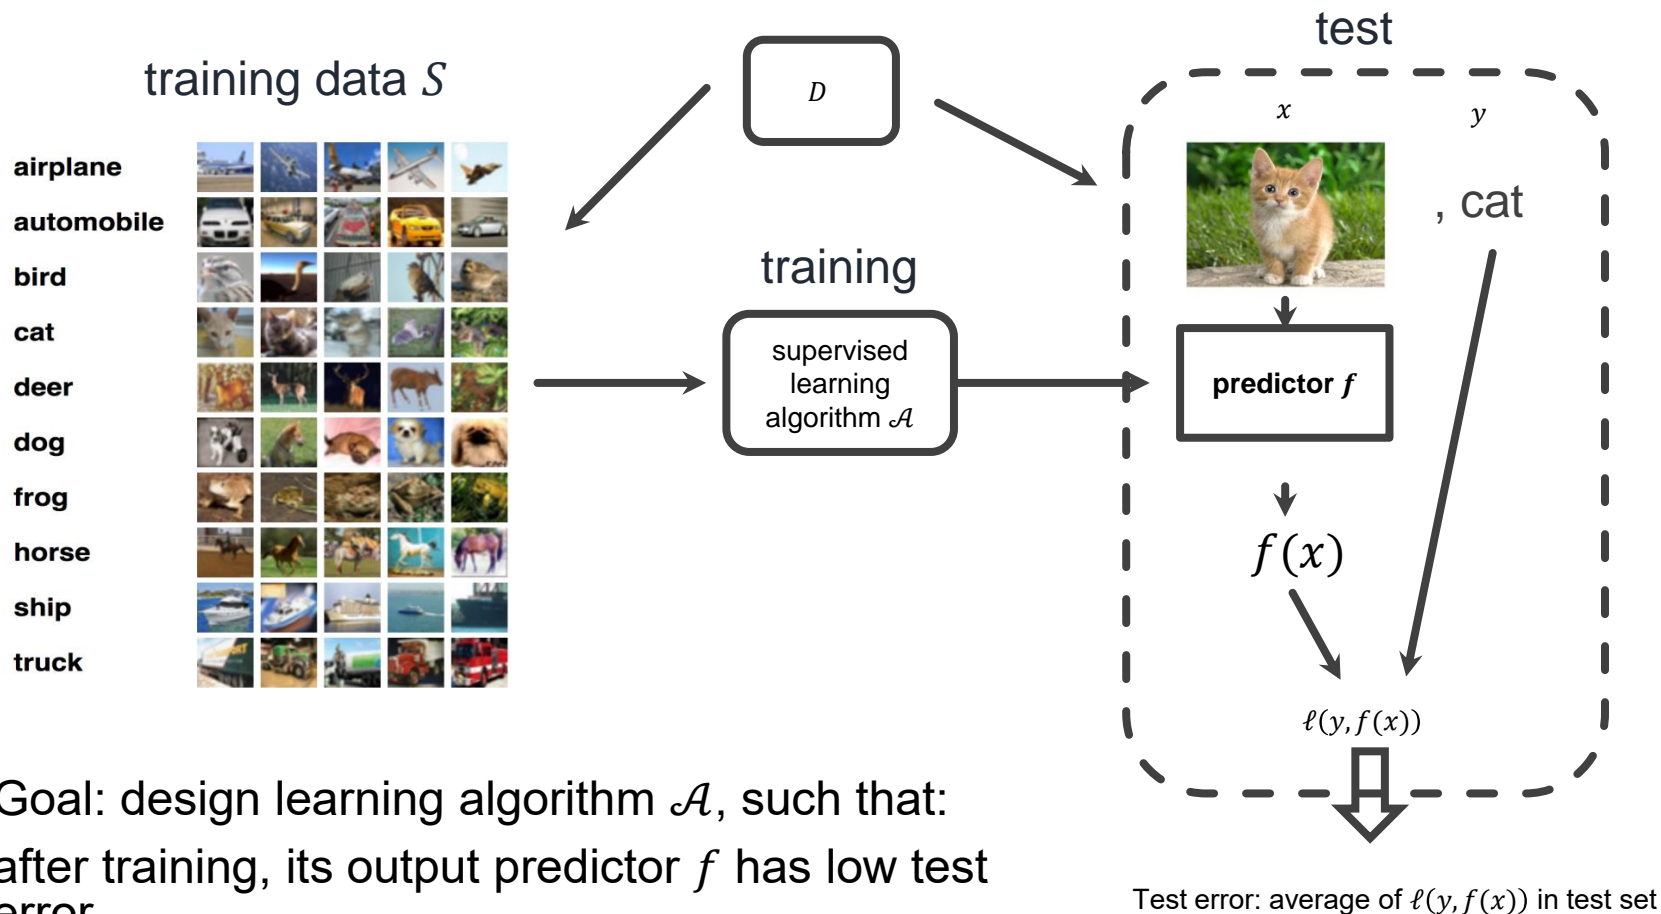 training data S
airplane
automobile
bird
cat
deer
dog
frog
horse
ship
truck
D
training
supervised
learning
algorithm 𝒜
test
x
y
, cat
predictor f
f(x)
ℓ(y, f(x))
Goal: design learning algorithm 𝒜, such that:
after training, its output predictor f has low test
error
Test error: average of ℓ(y, f(x)) in test set